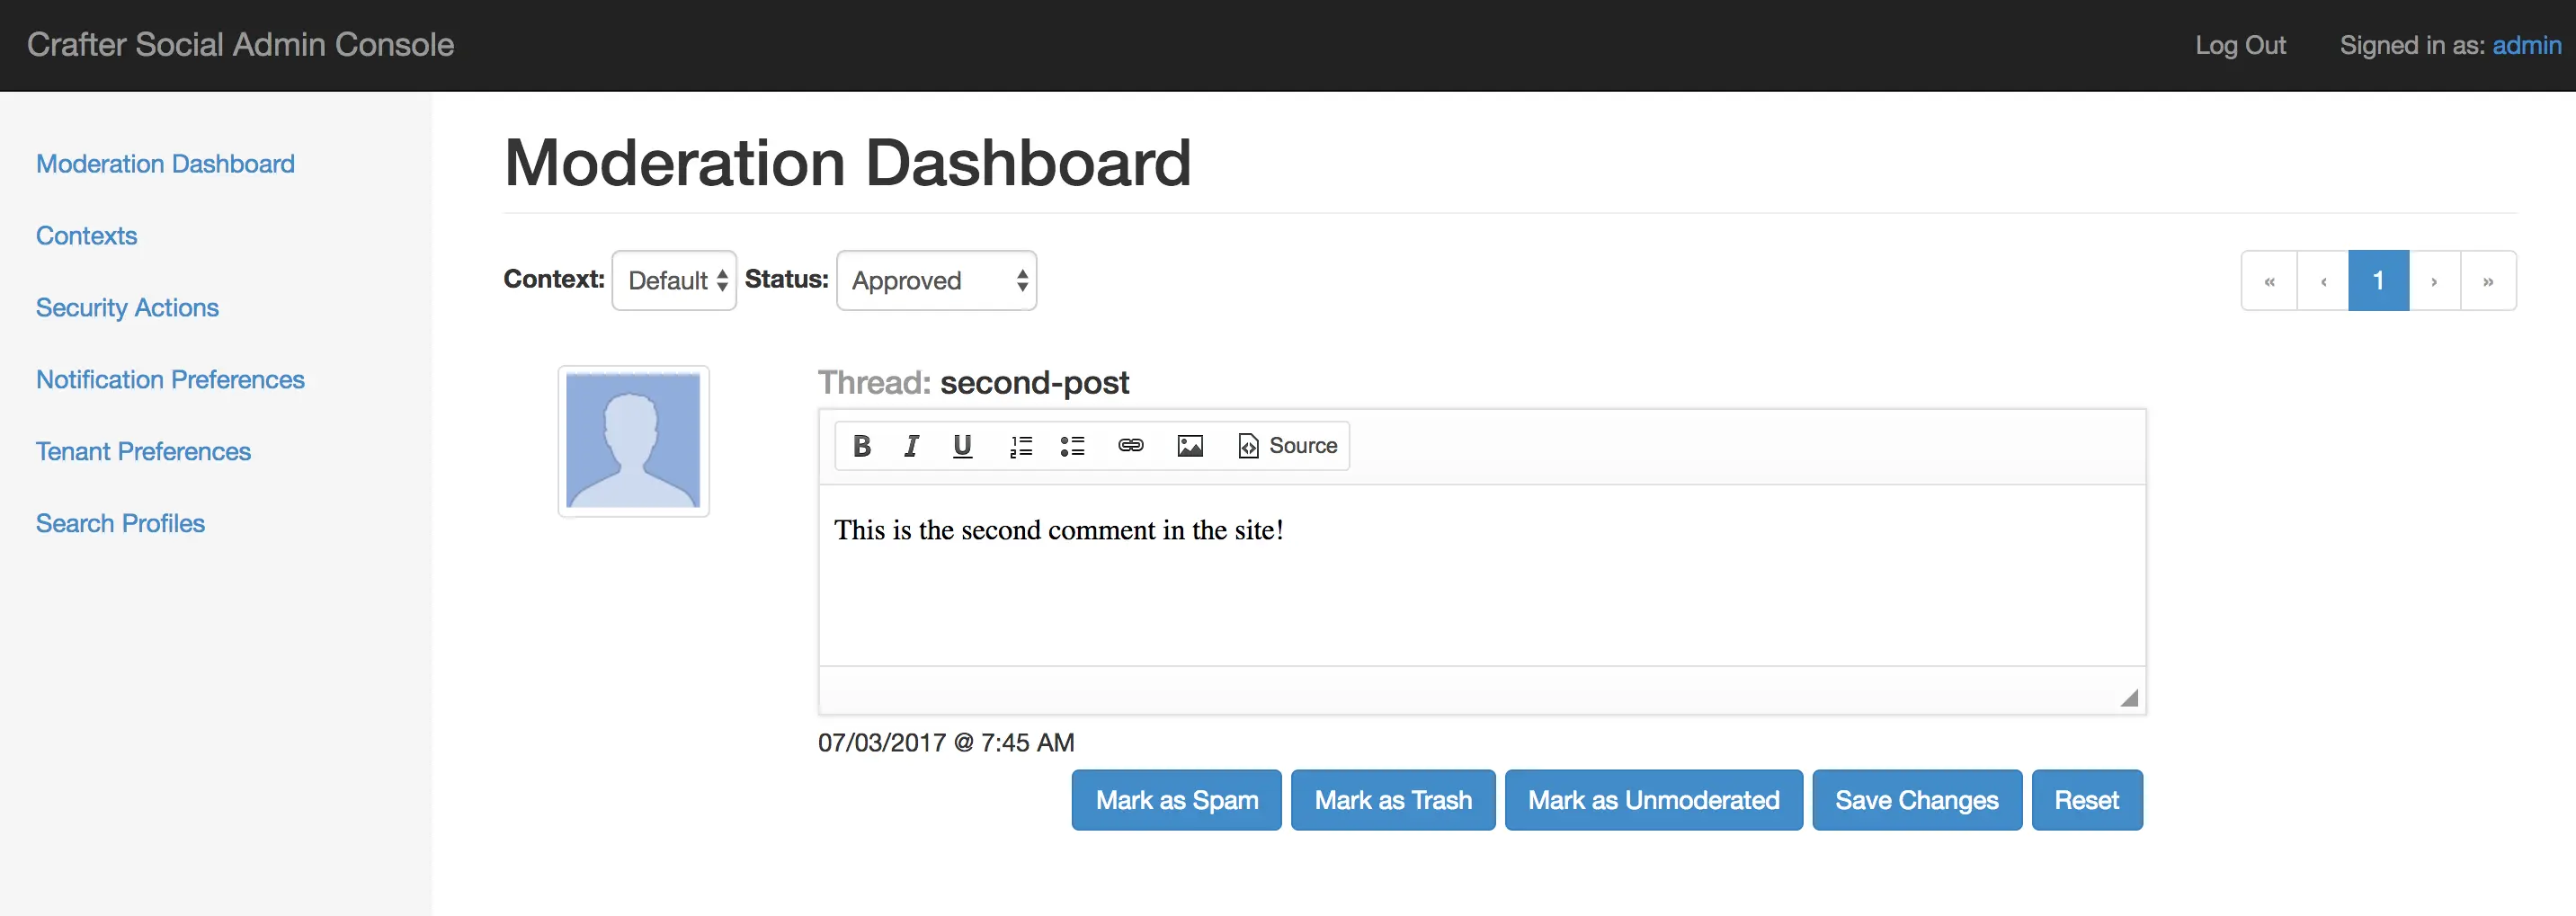 Crafter Social Admin Console
Log Out
Signed in as: admin
Moderation Dashboard
Contexts
Security Actions
Notification Preferences
Tenant Preferences
Search Profiles
Moderation Dashboard
Context: Default Status: Approved
« ‹ 1 › »
Thread: second-post
B I U Source
This is the second comment in the site!
07/03/2017 @ 7:45 AM
Mark as Spam Mark as Trash Mark as Unmoderated Save Changes Reset